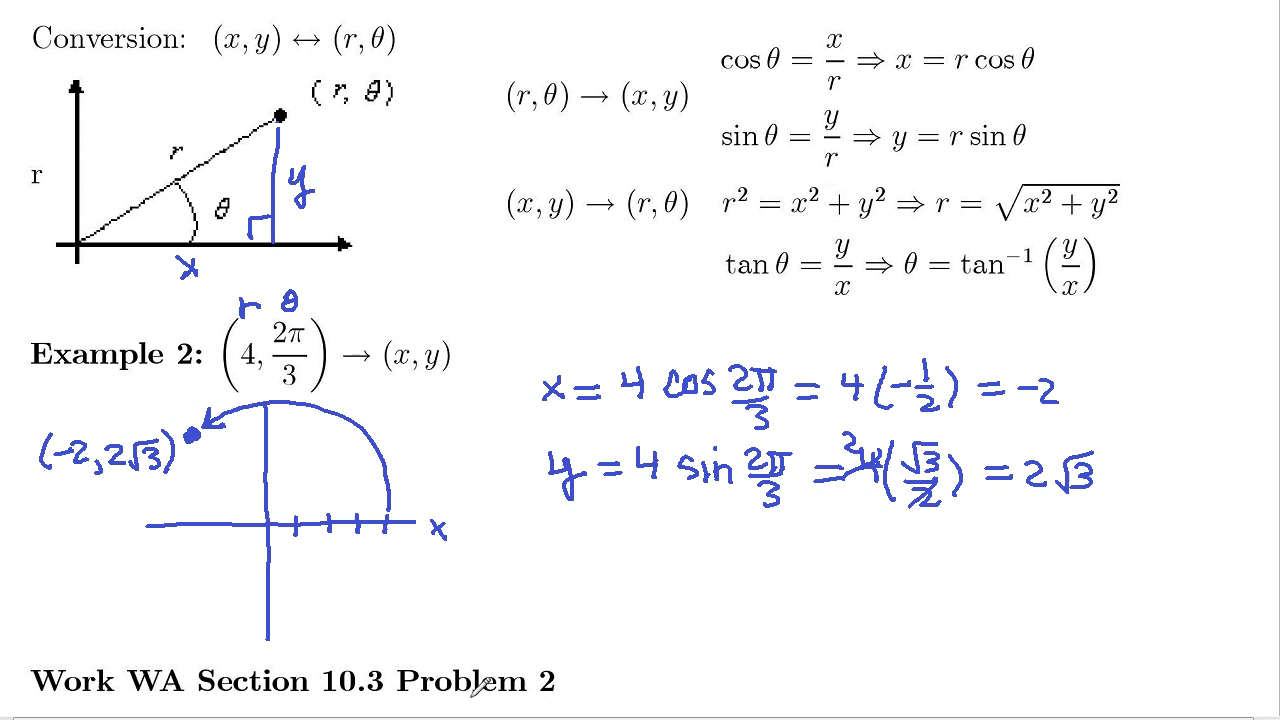 Conversion: (x, y) ↔ (r, θ)
(r, θ)
r
r
θ
y
x
(r, θ) → (x, y)
cos θ = x/r ⇒ x = r cos θ
sin θ = y/r ⇒ y = r sin θ
(x, y) → (r, θ)
r² = x² + y² ⇒ r = √(x² + y²)
tan θ = y/x ⇒ θ = tan⁻¹(y/x)
r θ
Example 2: (4, 2π/3) → (x, y)
x = 4 cos 2π/3 = 4(-1/2) = -2
y = 4 sin 2π/3 = 2 4(√3/2) = 2√3
(-2, 2√3)
x
Work WA Section 10.3 Problem 2